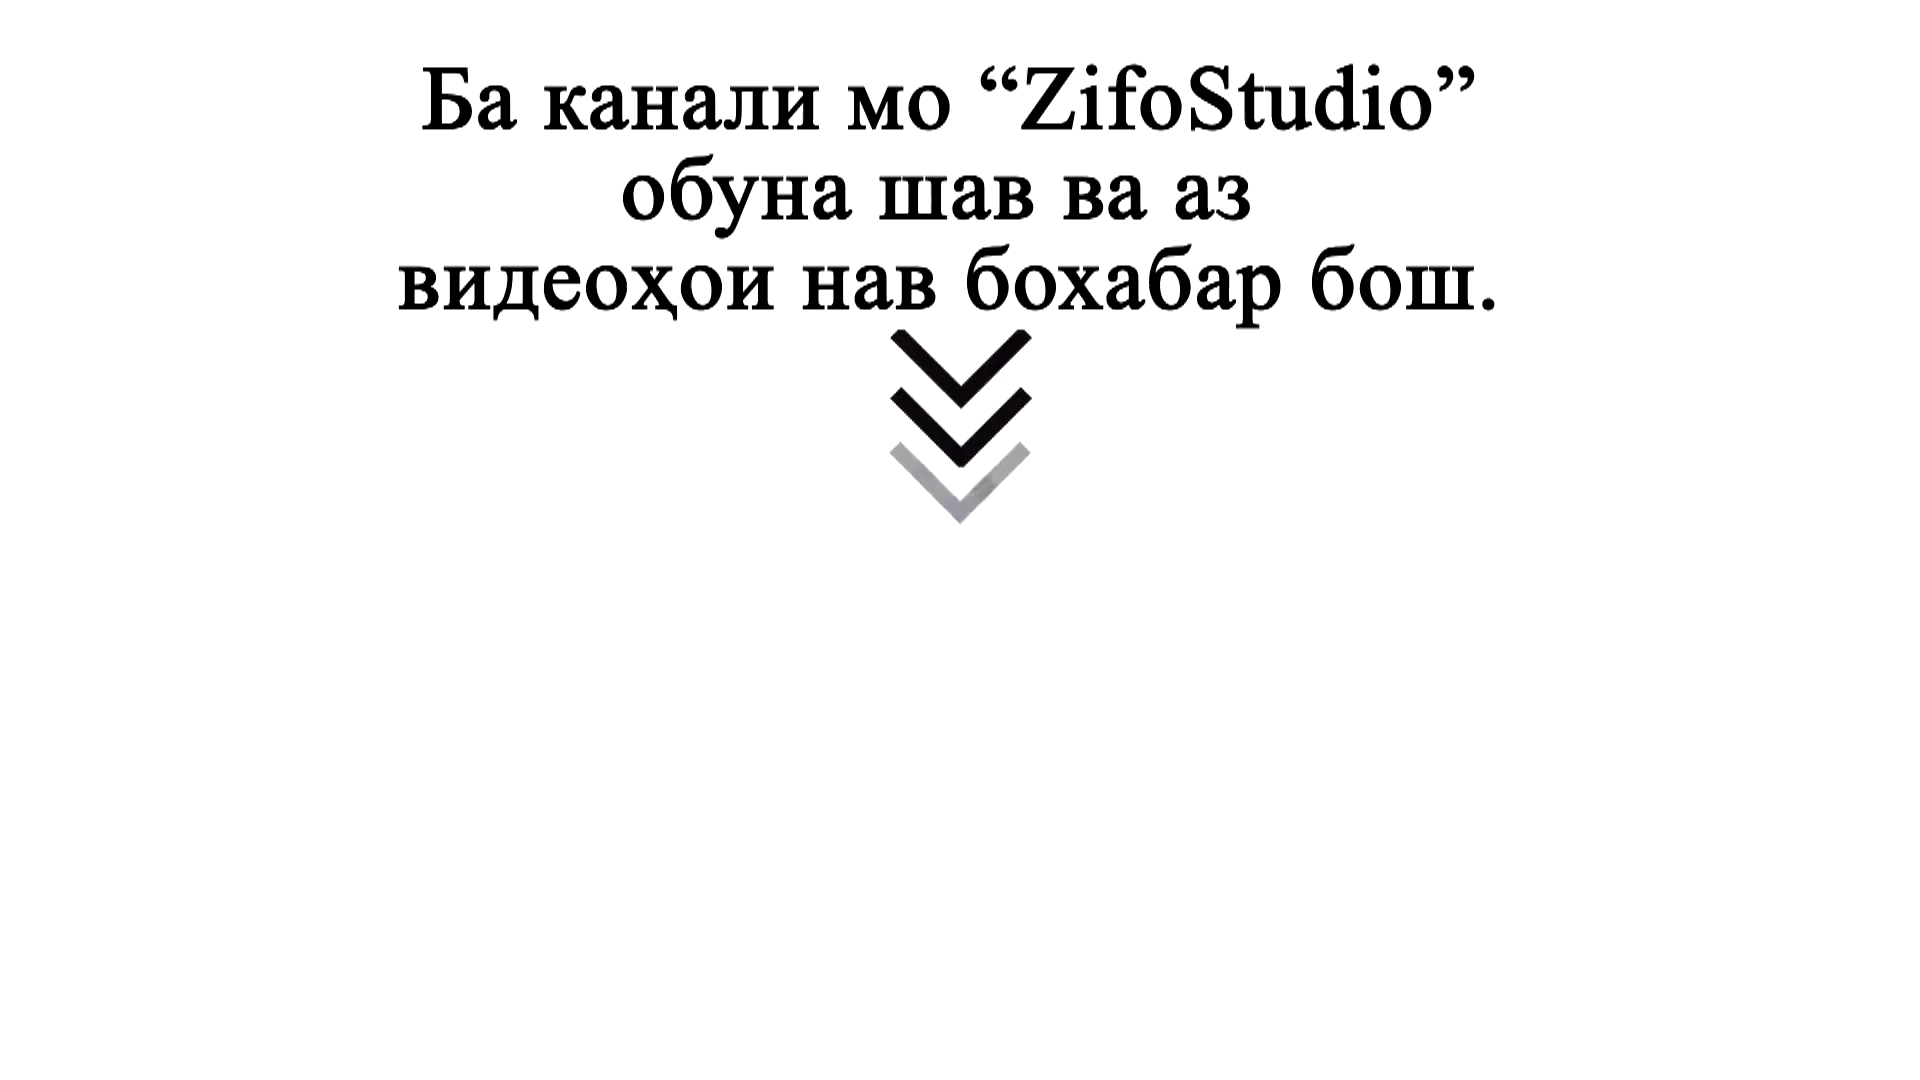 Ба канали мо “ZifoStudio”
обуна шав ва аз
видеоҳои нав бохабар бош.